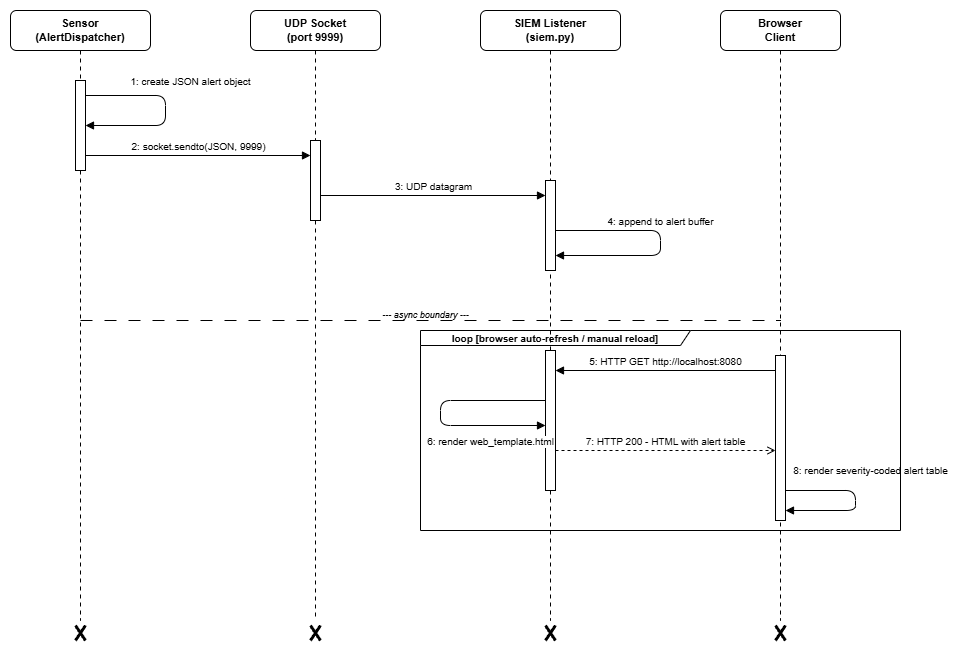 Sensor
(AlertDispatcher)
UDP Socket
(port 9999)
SIEM Listener
(siem.py)
Browser
Client
1: create JSON alert object
2: socket.sendto(JSON, 9999)
3: UDP datagram
4: append to alert buffer
--- async boundary ---
loop [browser auto-refresh / manual reload]
5: HTTP GET http://localhost:8080
6: render web_template.html
7: HTTP 200 - HTML with alert table
8: render severity-coded alert table